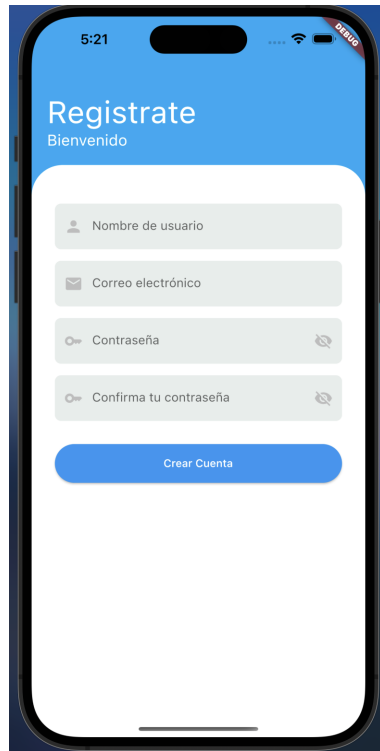 5:21
DEBUG
Registrate
Bienvenido
Nombre de usuario
Correo electrónico
Contraseña
Confirma tu contraseña
Crear Cuenta